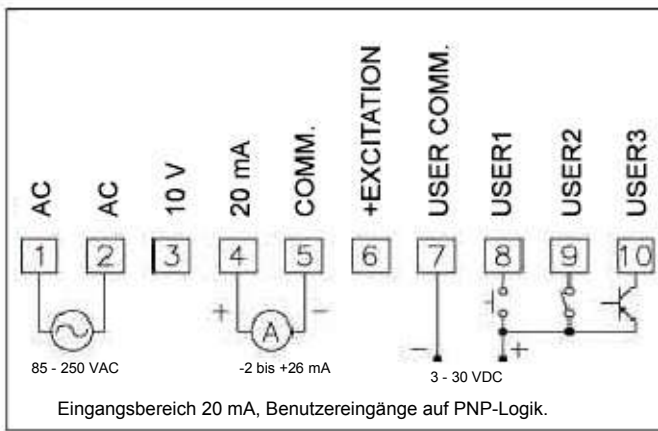 AC
AC
10 V
20 mA
COMM.
+EXCITATION
USER COMM.
USER1
USER2
USER3
1 2 3 4 5 6 7 8 9 10
+ A −
− +
85 - 250 VAC
-2 bis +26 mA
3 - 30 VDC
Eingangsbereich 20 mA, Benutzereingänge auf PNP-Logik.